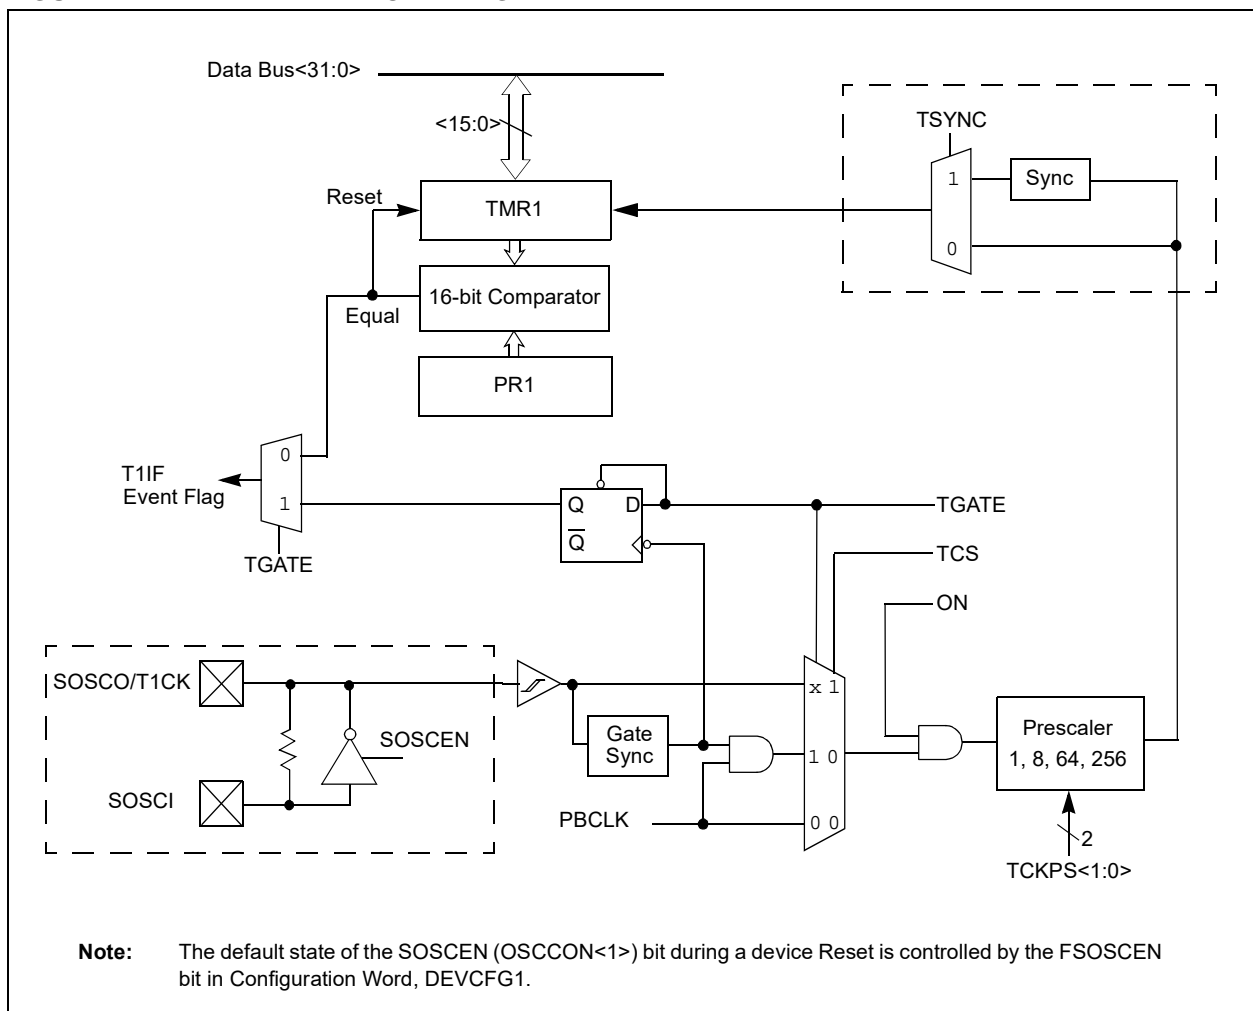 Data Bus<31:0>
<15:0>
TSYNC
Reset
TMR1
1
Sync
0
16-bit Comparator
Equal
PR1
0
T1IF
Event Flag
1
Q
D
TGATE
Q
TGATE
TCS
ON
SOSCO/T1CK
x 1
SOSCEN
Gate
Sync
Prescaler
1, 8, 64, 256
1 0
SOSCI
PBCLK
0 0
2
TCKPS<1:0>
Note: The default state of the SOSCEN (OSCCON<1>) bit during a device Reset is controlled by the FSOSCEN
bit in Configuration Word, DEVCFG1.